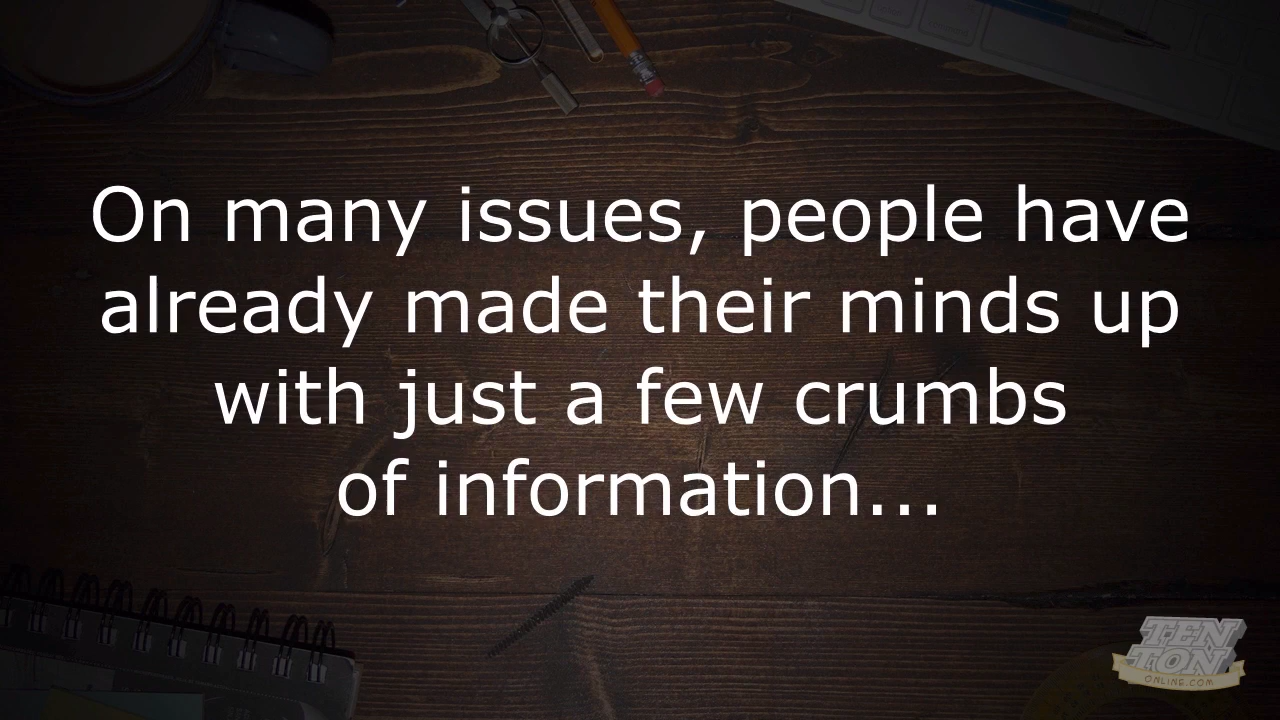 On many issues, people have
already made their minds up
with just a few crumbs
of information...
TEN
TON
ONLINE.COM